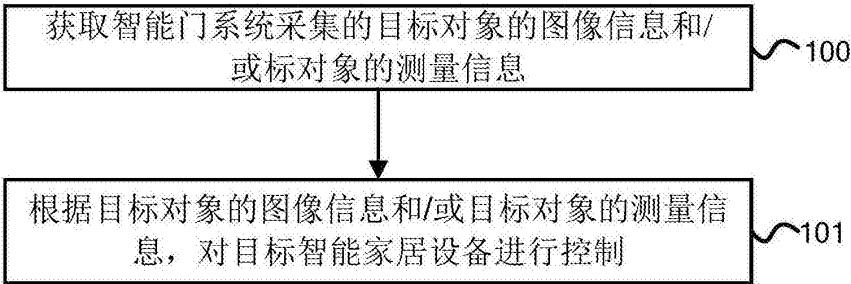 获取智能门系统采集的目标对象的图像信息和/
或标对象的测量信息
100
根据目标对象的图像信息和/或目标对象的测量信
息，对目标智能家居设备进行控制
101